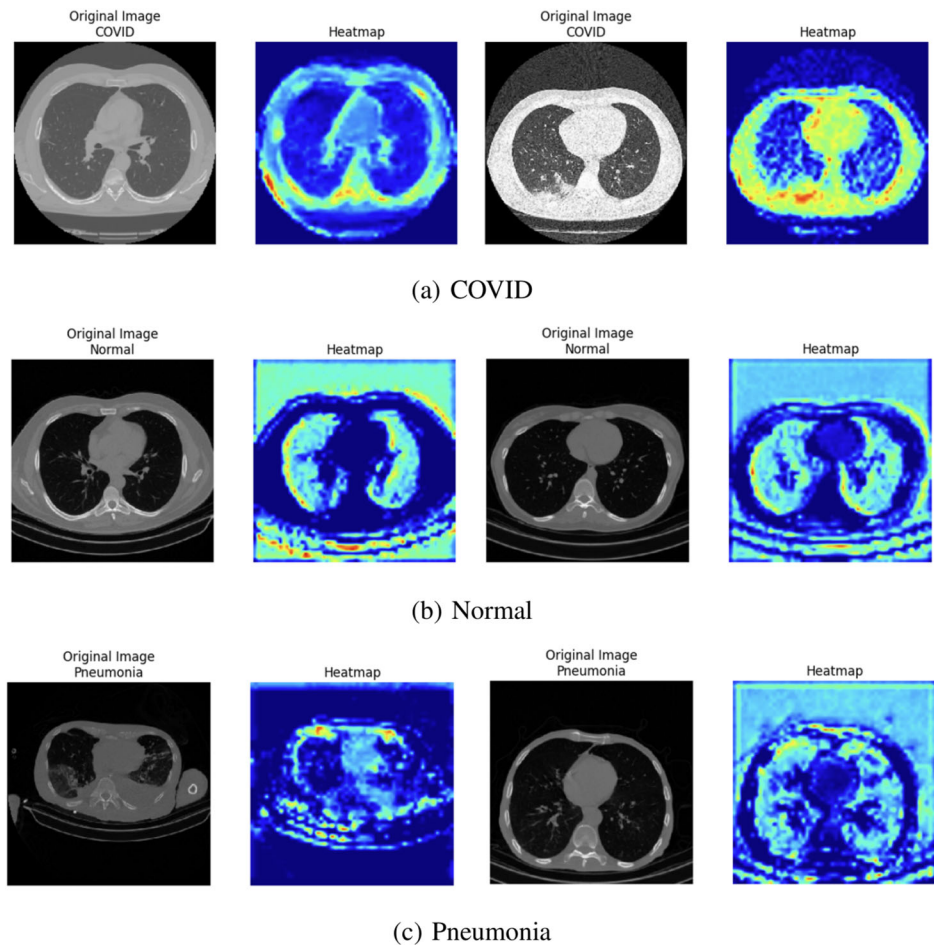 Original Image
COVID
Heatmap
Original Image
COVID
Heatmap
(a) COVID
Original Image
Normal
Heatmap
Original Image
Normal
Heatmap
(b) Normal
Original Image
Pneumonia
Heatmap
Original Image
Pneumonia
Heatmap
(c) Pneumonia